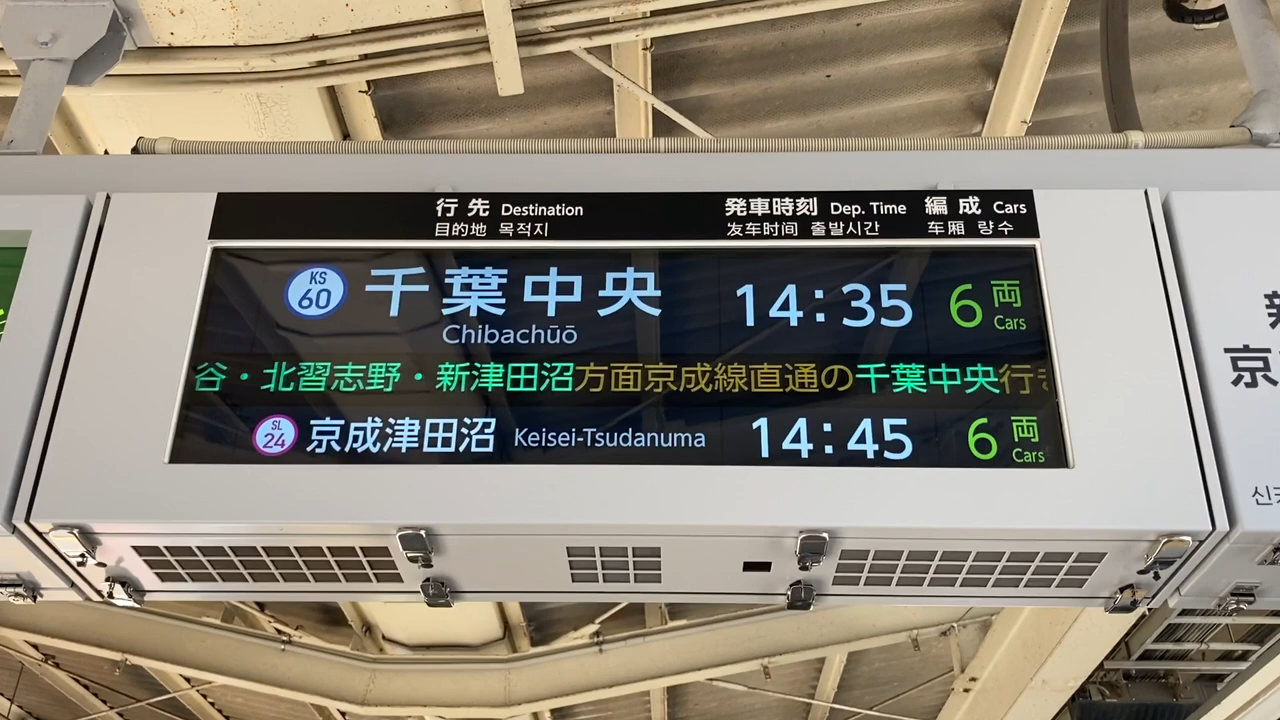 行先 Destination 発車時刻 Dep. Time 編成 Cars
目的地 목적지 发车时间 출발시간 车厢 량수
KS 60 千葉中央 14:35 6両 Cars
Chibachūō
谷・北習志野・新津田沼方面京成線直通の千葉中央行
SL 24 京成津田沼 Keisei-Tsudanuma 14:45 6両 Cars
京
신